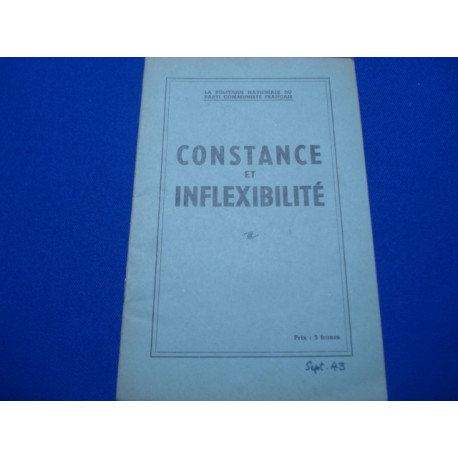 LA POLITIQUE NATIONALE DU
PARTI COMMUNISTE FRANÇAIS
CONSTANCE
ET
INFLEXIBILITÉ
Prix : 2 francs
Sept. 43